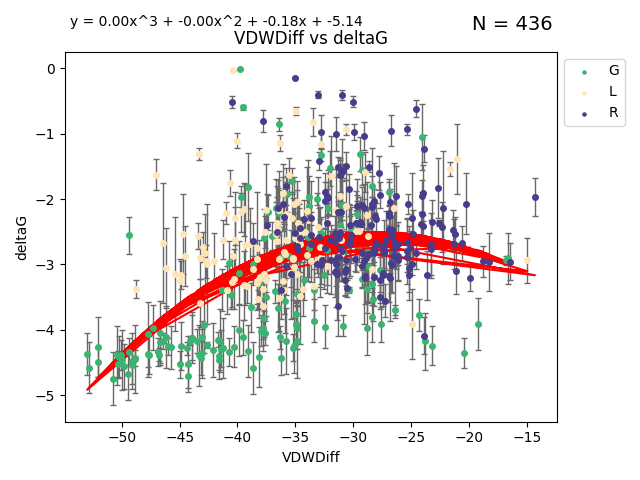 y = 0.00x^3 + -0.00x^2 + -0.18x + -5.14
N = 436
VDWDiff vs deltaG
G
L
R
0
−1
−2
−3
−4
−5
deltaG
−50
−45
−40
−35
−30
−25
−20
−15
VDWDiff